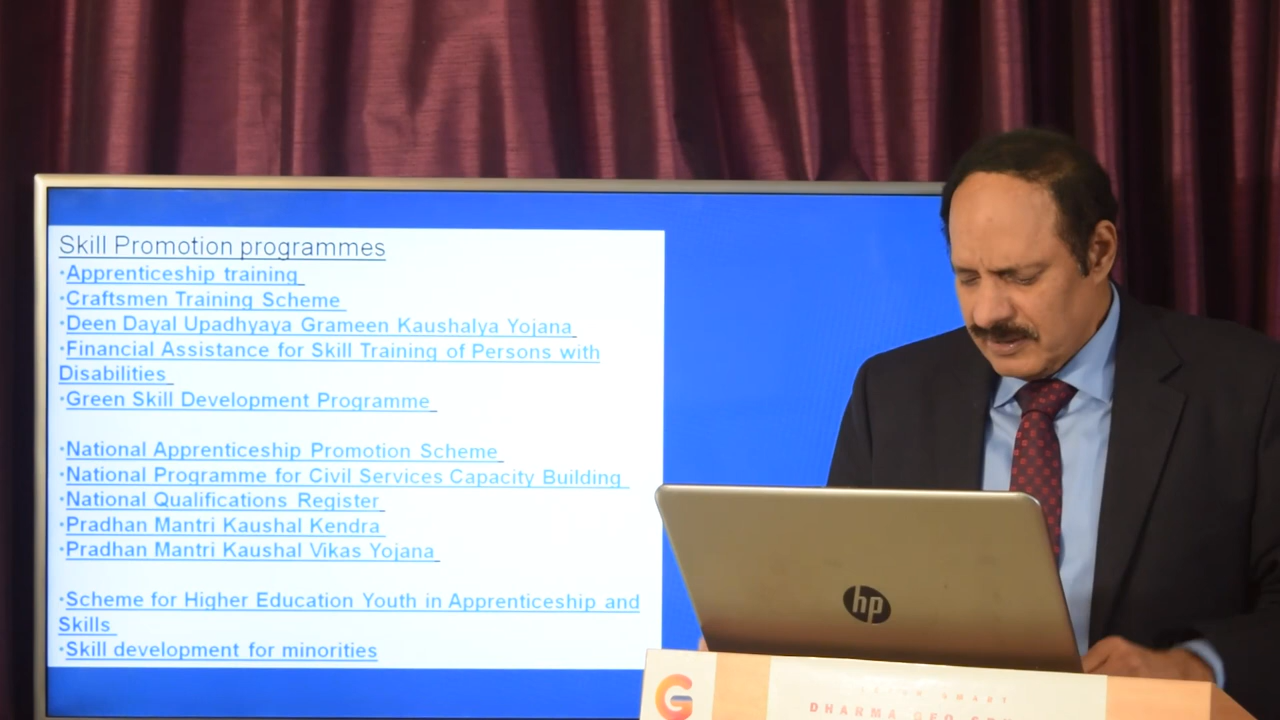 Skill Promotion programmes
•Apprenticeship training
•Craftsmen Training Scheme
•Deen Dayal Upadhyaya Grameen Kaushalya Yojana
•Financial Assistance for Skill Training of Persons with
Disabilities
•Green Skill Development Programme
•National Apprenticeship Promotion Scheme
•National Programme for Civil Services Capacity Building
•National Qualifications Register
•Pradhan Mantri Kaushal Kendra
•Pradhan Mantri Kaushal Vikas Yojana
•Scheme for Higher Education Youth in Apprenticeship and
Skills
•Skill development for minorities
hp
G
DHARMA GEO